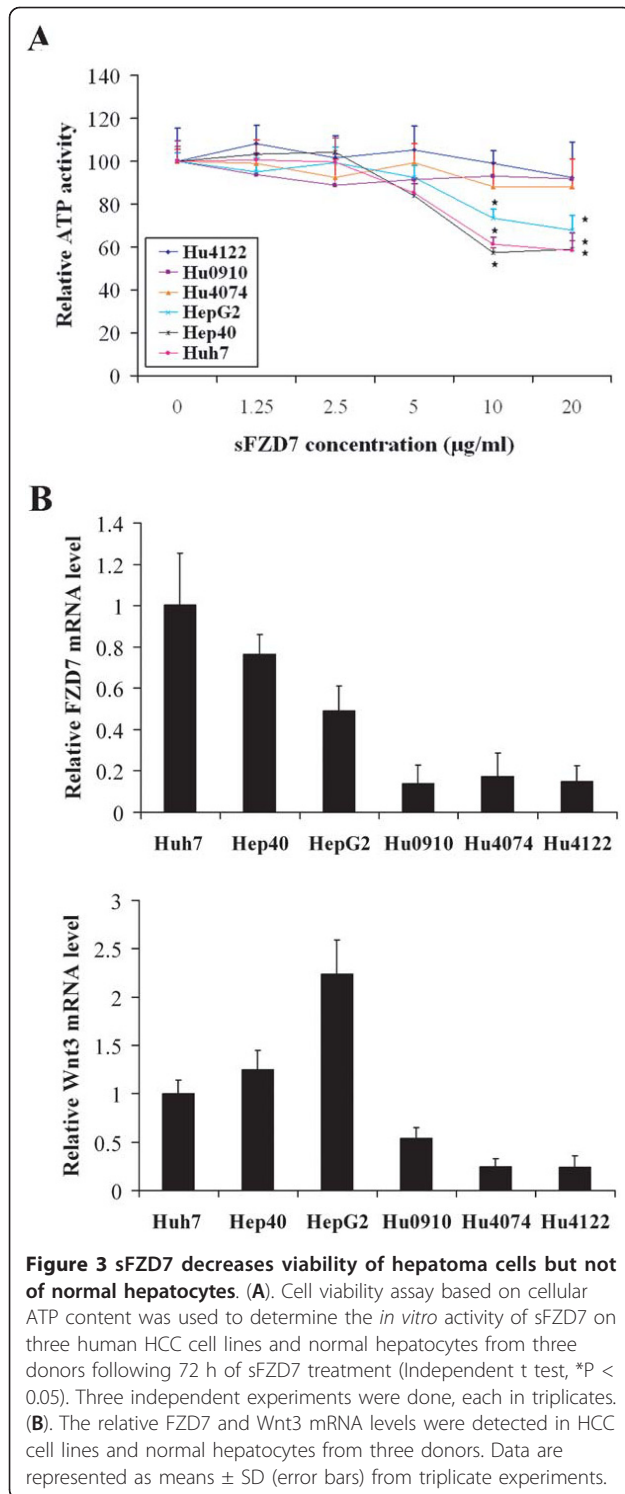 A
140
120
100
80
60
40
20
0
Relative ATP activity
Hu4122
Hu0910
Hu4074
HepG2
Hep40
Huh7
*
*
*
*
*
*
0 1.25 2.5 5 10 20
sFZD7 concentration (µg/ml)
B
1.4
1.2
1
0.8
0.6
0.4
0.2
0
Relative FZD7 mRNA level
Huh7 Hep40 HepG2 Hu0910 Hu4074 Hu4122
3
2.5
2
1.5
1
0.5
0
Relative Wnt3 mRNA level
Huh7 Hep40 HepG2 Hu0910 Hu4074 Hu4122
Figure 3 sFZD7 decreases viability of hepatoma cells but not
of normal hepatocytes. (A). Cell viability assay based on cellular
ATP content was used to determine the in vitro activity of sFZD7 on
three human HCC cell lines and normal hepatocytes from three
donors following 72 h of sFZD7 treatment (Independent t test, *P <
0.05). Three independent experiments were done, each in triplicates.
(B). The relative FZD7 and Wnt3 mRNA levels were detected in HCC
cell lines and normal hepatocytes from three donors. Data are
represented as means ± SD (error bars) from triplicate experiments.